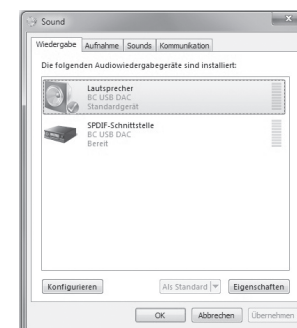 Sound
Wiedergabe Aufnahme Sounds Kommunikation
Die folgenden Audiowiedergabegeräte sind installiert:
Lautsprecher
BC USB DAC
Standardgerät
SPDIF-Schnittstelle
BC USB DAC
Bereit
Konfigurieren Als Standard Eigenschaften
OK Abbrechen Übernehmen